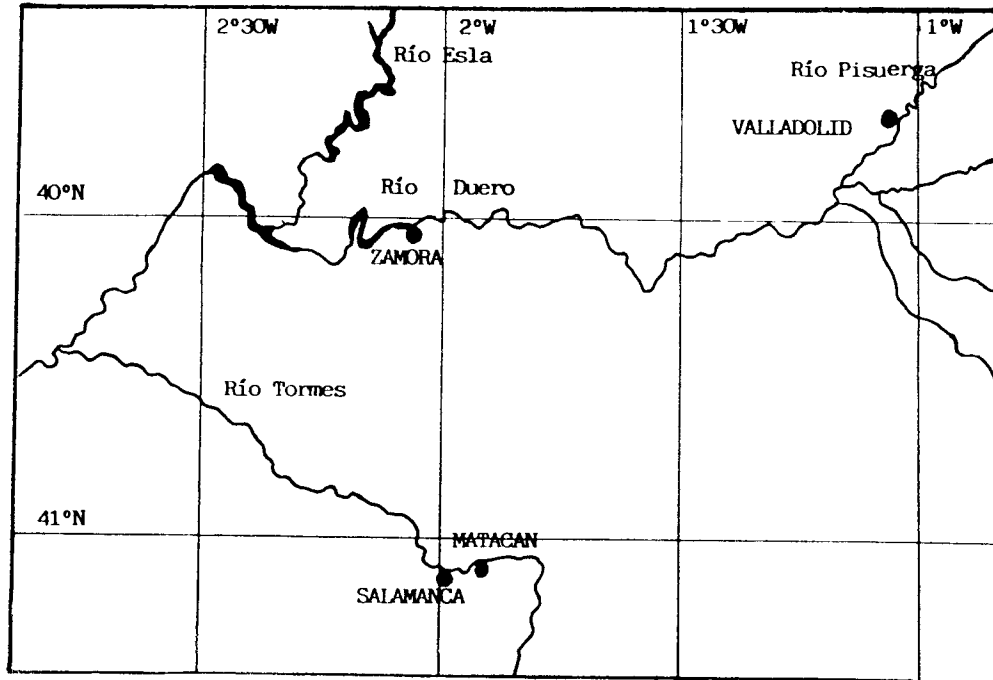 2°30W
2°W
1°30W
1°W
Río Esla
Río Pisuerga
VALLADOLID
40°N
Río Duero
ZAMORA
Río Tormes
41°N
MATACAN
SALAMANCA